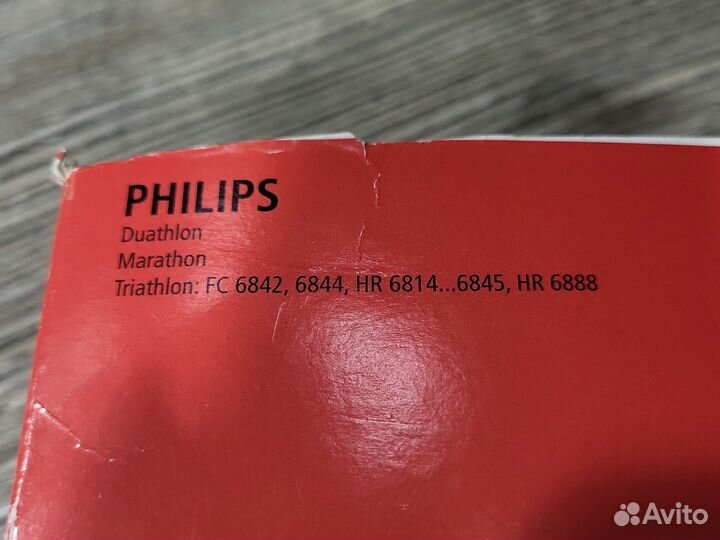 PHILIPS
Duathlon
Marathon
Triathlon: FC 6842, 6844, HR 6814...6845, HR 6888
Avito